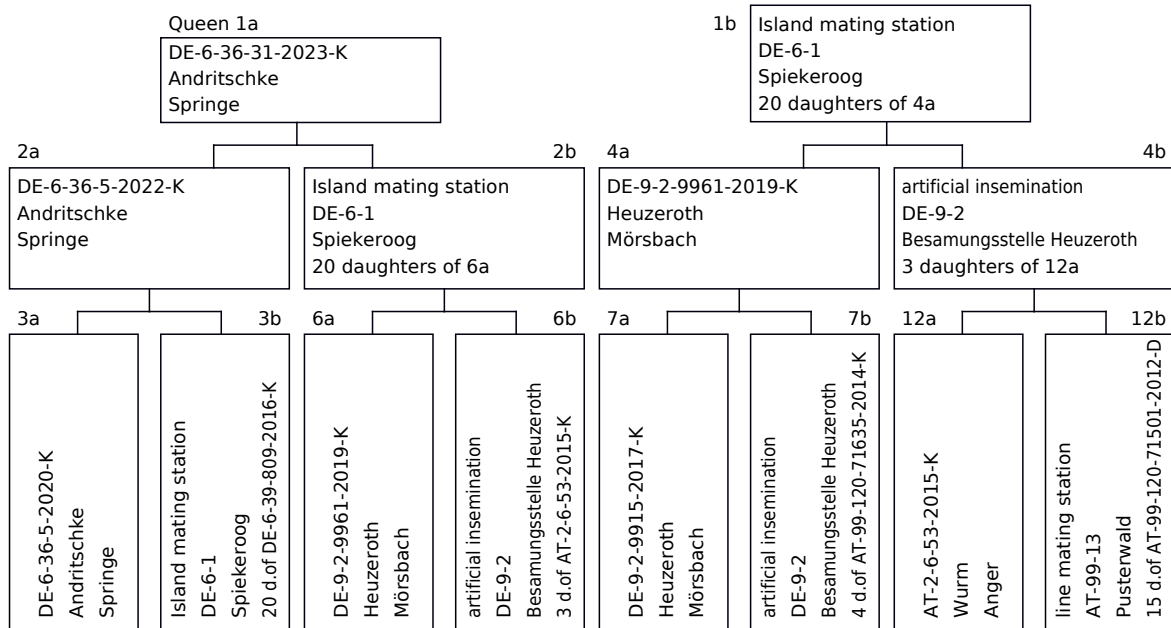 Queen 1a
DE-6-36-31-2023-K
Andritschke
Springe
1b
Island mating station
DE-6-1
Spiekeroog
20 daughters of 4a
2a
DE-6-36-5-2022-K
Andritschke
Springe
2b
Island mating station
DE-6-1
Spiekeroog
20 daughters of 6a
4a
DE-9-2-9961-2019-K
Heuzeroth
Mörsbach
4b
artificial insemination
DE-9-2
Besamungsstelle Heuzeroth
3 daughters of 12a
3a
DE-6-36-5-2020-K
Andritschke
Springe
3b
Island mating station
DE-6-1
Spiekeroog
20 d.of DE-6-39-809-2016-K
6a
DE-9-2-9961-2019-K
Heuzeroth
Mörsbach
6b
artificial insemination
DE-9-2
Besamungsstelle Heuzeroth
3 d.of AT-2-6-53-2015-K
7a
DE-9-2-9915-2017-K
Heuzeroth
Mörsbach
7b
artificial insemination
DE-9-2
Besamungsstelle Heuzeroth
4 d.of AT-99-120-71635-2014-K
12a
AT-2-6-53-2015-K
Wurm
Anger
12b
line mating station
AT-99-13
Pusterwald
15 d.of AT-99-120-71501-2012-D